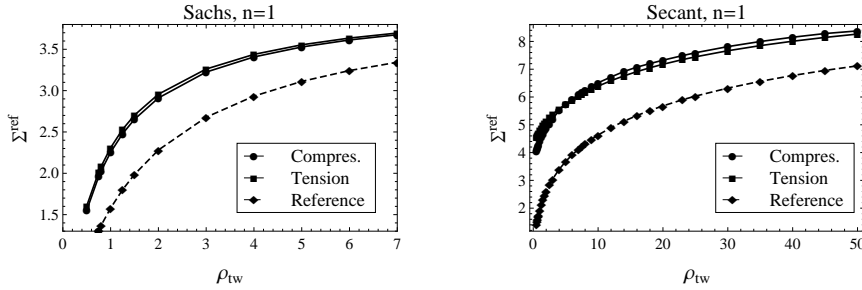 Sachs, n=1
Σref
3.5
3.0
2.5
2.0
1.5
Compres.
Tension
Reference
0 1 2 3 4 5 6 7
ρtw
Secant, n=1
Σref
8
7
6
5
4
3
2
Compres.
Tension
Reference
0 10 20 30 40 50
ρtw